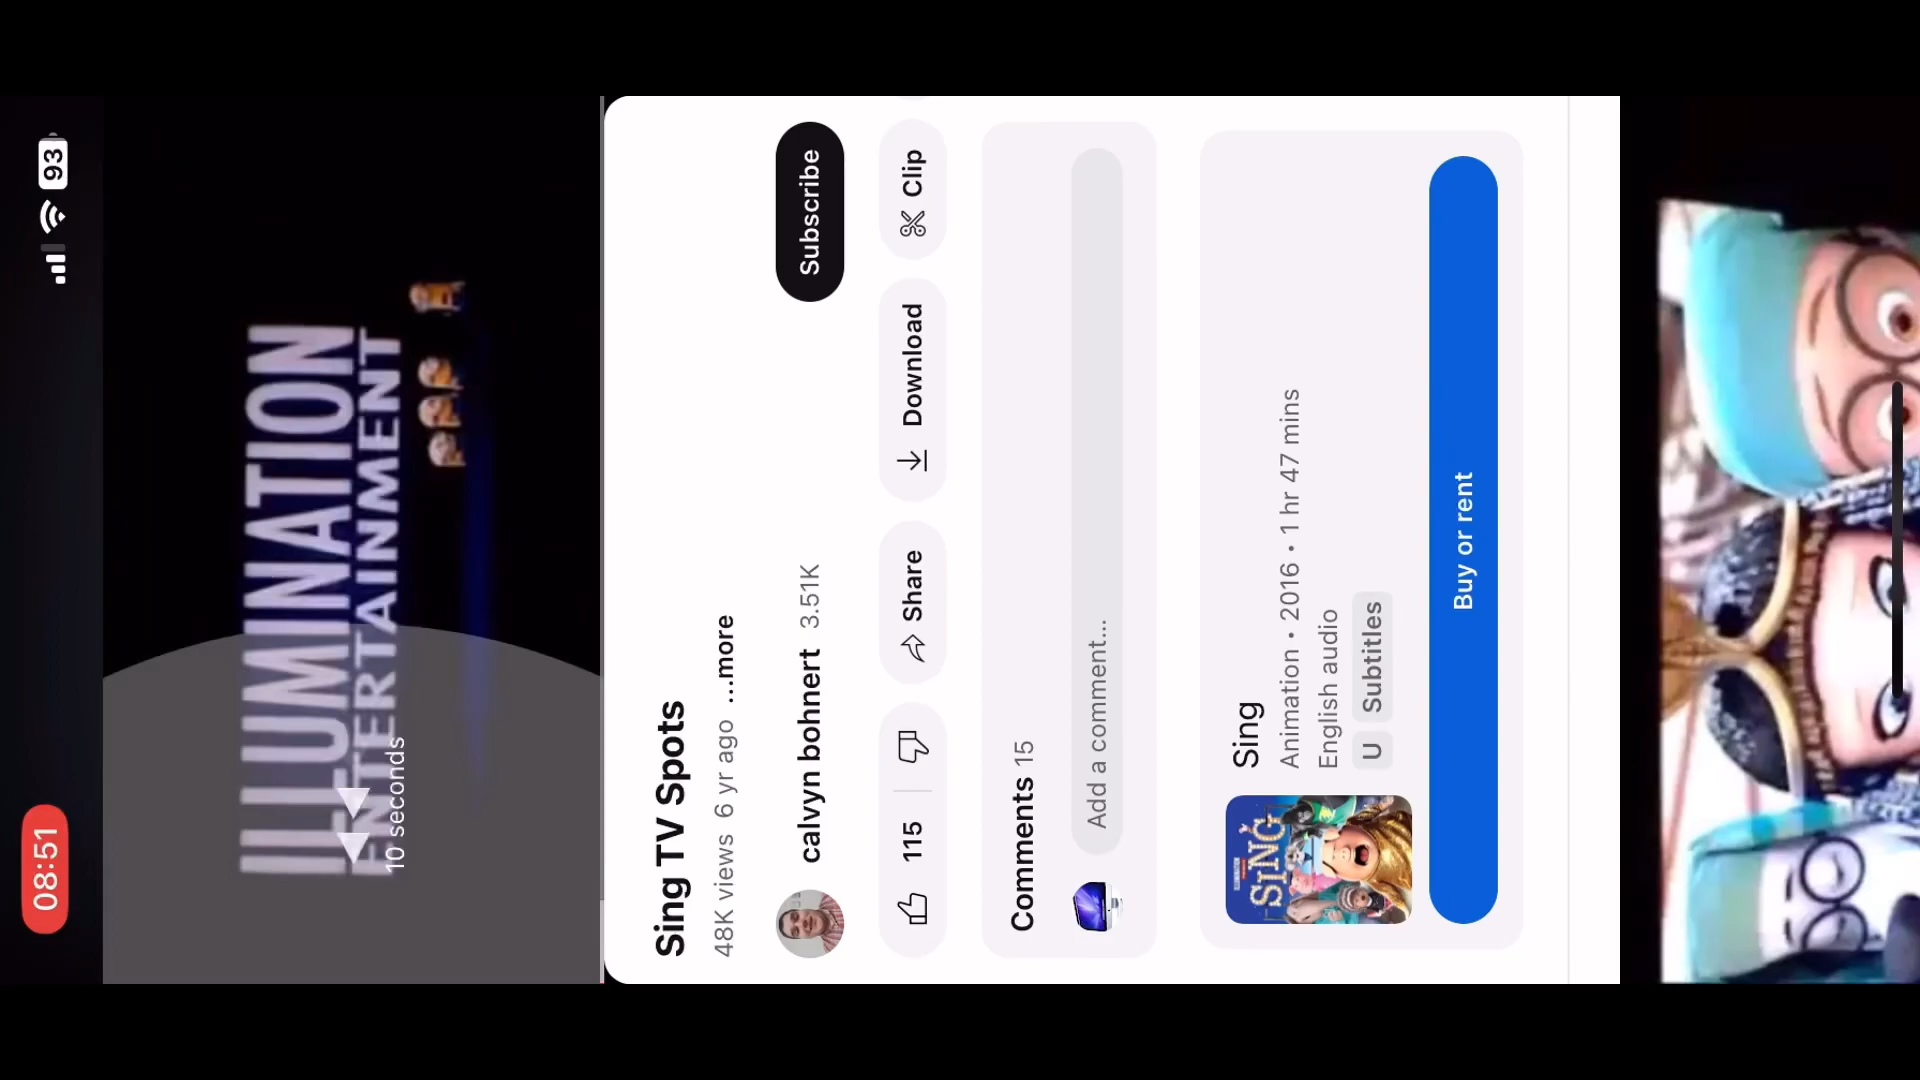 08:51
93
ILLUMINATION
ENTERTAINMENT
10 seconds
Sing TV Spots
48K views 6 yr ago ...more
calvyn bohnert 3.51K
Subscribe
115
Share
Download
Clip
Comments 15
Add a comment...
SING
Sing
Animation • 2016 • 1 hr 47 mins
English audio
U Subtitles
Buy or rent